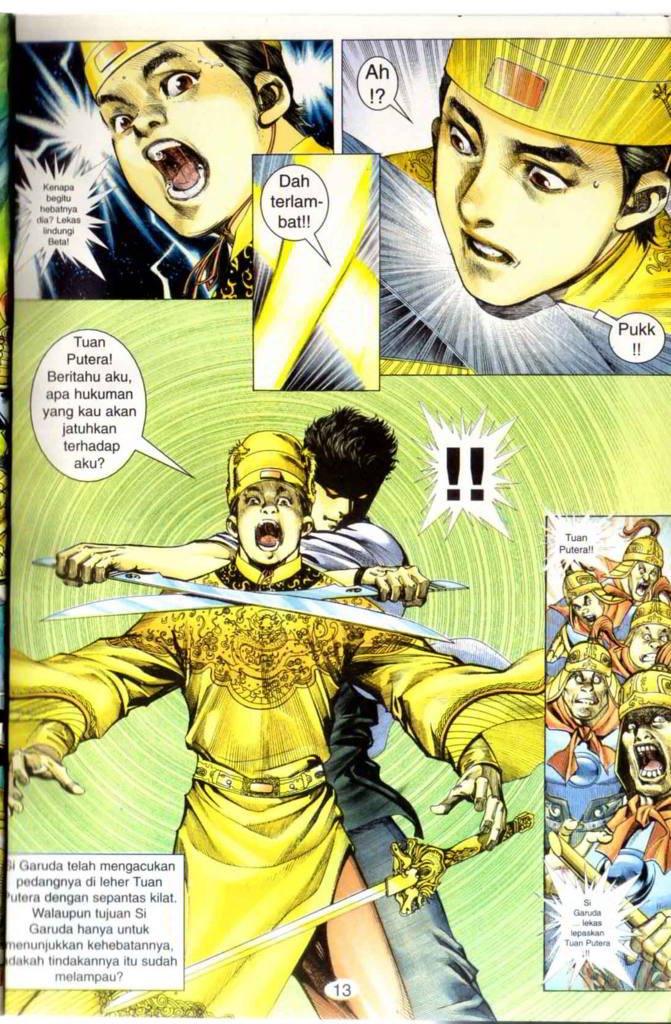 Kenapa
begitu
hebatnya
dia? Lekas
lindungi
Beta!
Ah
!?
Dah
terlam-
bat!!
Pukk
!!
Tuan
Putera!
Beritahu aku,
apa hukuman
yang kau akan
jatuhkan
terhadap
aku?
!!
Tuan
Putera!!
Si
Garuda
... lekas
lepaskan
Tuan Putera
.!!
Si Garuda telah mengacukan
pedangnya di leher Tuan
Putera dengan sepantas kilat.
Walaupun tujuan Si
Garuda hanya untuk
menunjukkan kehebatannya,
adakah tindakannya itu sudah
melampau?
13